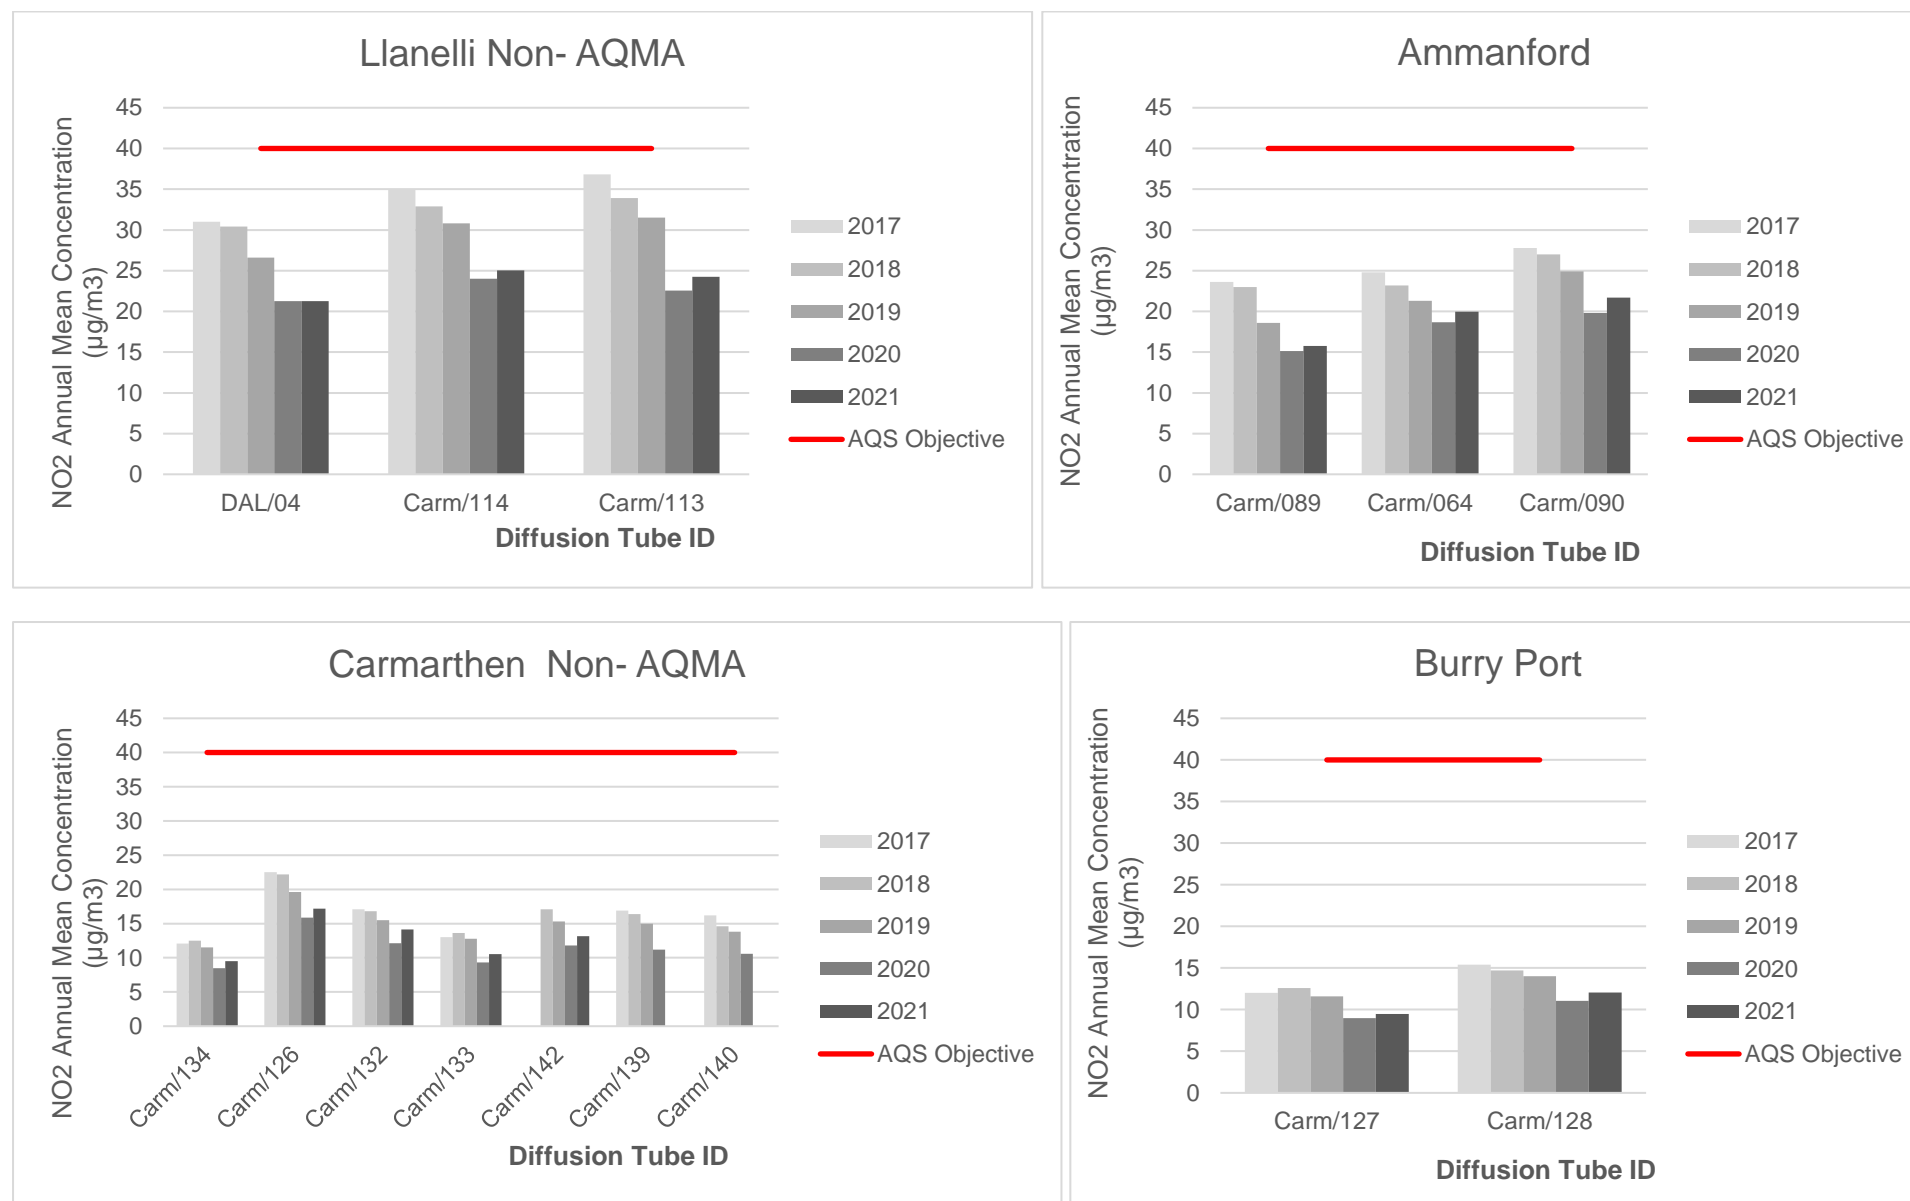 Llanelli Non- AQMA
NO2 Annual Mean Concentration
(µg/m3)
45
40
35
30
25
20
15
10
5
0
DAL/04
Carm/114
Carm/113
Diffusion Tube ID
2017
2018
2019
2020
2021
AQS Objective
Ammanford
NO2 Annual Mean Concentration
(µg/m3)
45
40
35
30
25
20
15
10
5
0
Carm/089
Carm/064
Carm/090
Diffusion Tube ID
2017
2018
2019
2020
2021
AQS Objective
Carmarthen  Non- AQMA
NO2 Annual Mean Concentration
(µg/m3)
45
40
35
30
25
20
15
10
5
0
Carm/134
Carm/126
Carm/132
Carm/133
Carm/142
Carm/139
Carm/140
Diffusion Tube ID
2017
2018
2019
2020
2021
AQS Objective
Burry Port
NO2 Annual Mean Concentration
(µg/m3)
45
40
35
30
25
20
15
10
5
0
Carm/127
Carm/128
Diffusion Tube ID
2017
2018
2019
2020
2021
AQS Objective